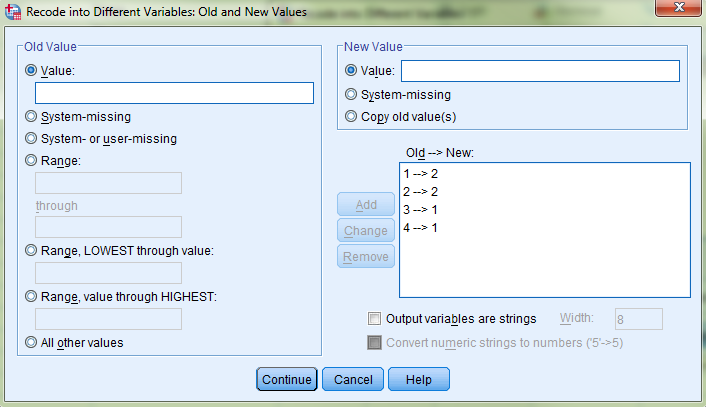 Recode into Different Variables: Old and New Values
Old Value
Value:
System-missing
System- or user-missing
Range:
through
Range, LOWEST through value:
Range, value through HIGHEST:
All other values
New Value
Value:
System-missing
Copy old value(s)
Old --> New:
1 --> 2
2 --> 2
3 --> 1
4 --> 1
Add
Change
Remove
Output variables are strings Width: 8
Convert numeric strings to numbers ('5'->5)
Continue Cancel Help